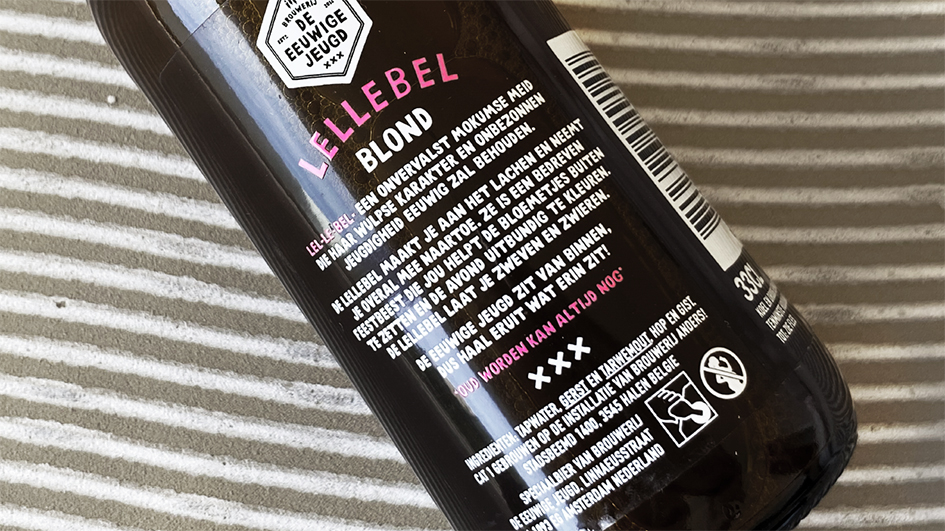 BROUWERIJ
DE
EEUWIGE
JEUGD
XXX
LELLEBEL
BLOND
LEL-LE-BEL- EEN ONVERVALST MOKUMSE MEID
DIE HAAR WULPSE KARAKTER EN ONBEZONNEN
JEUGDIGHEID EEUWIG ZAL BEHOUDEN.
DE LELLEBEL MAAKT JE AAN HET LACHEN EN NEEMT
JE OVERAL MEE NAARTOE. ZE IS EEN BEDREVEN
FEESTBEEST DE JOU HELPT DE BLOEMETJES BUITEN
TE ZETTEN EN DE AVOND UITBUNDIG TE KLEUREN.
DE LELLEBEL LAAT JE ZWEVEN EN ZWIEREN.
DE EEUWIGE JEUGD ZIT VAN BINNEN,
DUS HAAL ERUIT WAT ERIN ZIT!
"OUD WORDEN KAN ALTIJD NOG"
XXX
INGREDIENTEN: TAPWATER, GERST EN TARWEMOUT, HOP EN GIST.
CAT 1 GEBROUWEN OP DE INSTALLATIE VAN BROUWERIJ ANDERS!
STADSBEEMD 1400, 3545 HALEN BELGIE
SPECIAALBIER VAN BROUWERIJ
DE EEUWIGE JEUGD, LINNAEUSSTRAAT
AMSTERDAM NEDERLAND
33CL